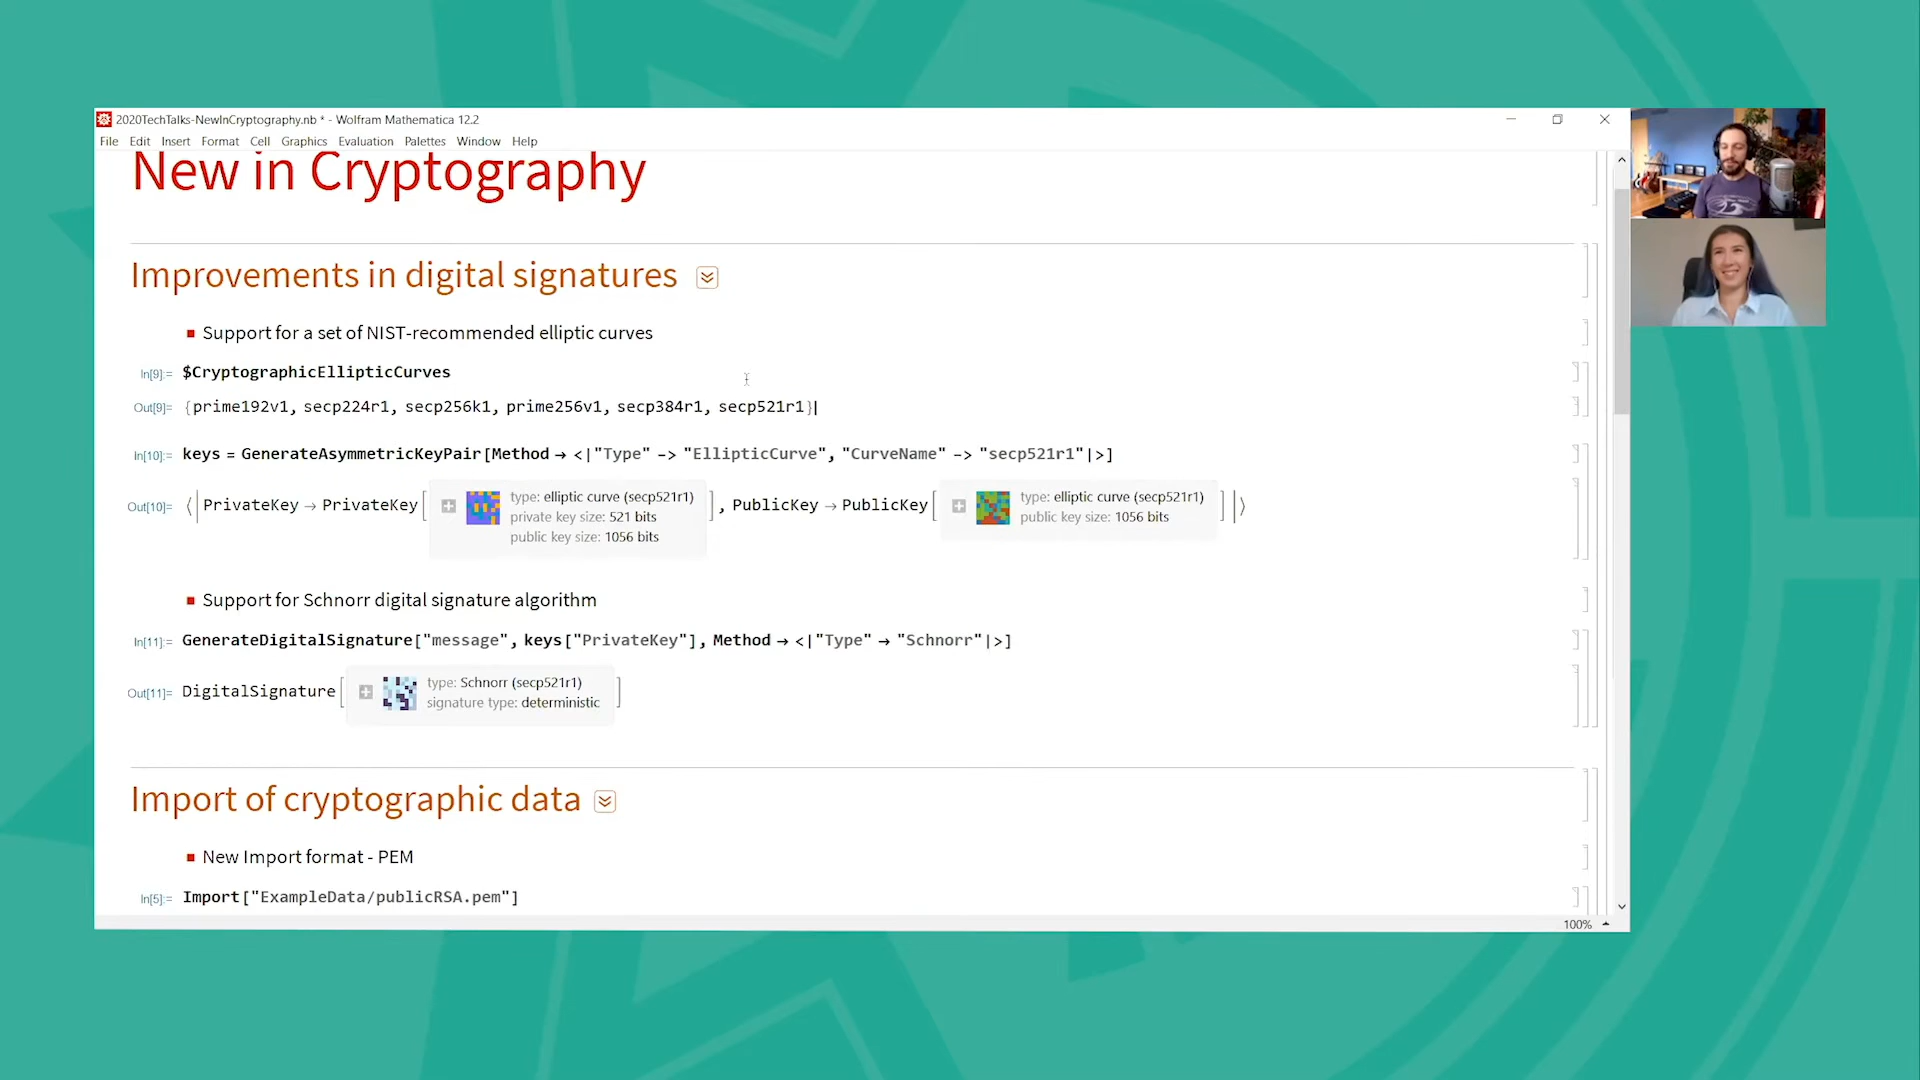 2020TechTalks-NewInCryptography.nb * - Wolfram Mathematica 12.2
File Edit Insert Format Cell Graphics Evaluation Palettes Window Help
New in Cryptography
Improvements in digital signatures
Support for a set of NIST-recommended elliptic curves
In[9]:= $CryptographicEllipticCurves
Out[9]= {prime192v1, secp224r1, secp256k1, prime256v1, secp384r1, secp521r1}
In[10]:= keys = GenerateAsymmetricKeyPair[Method → <|"Type" -> "EllipticCurve", "CurveName" -> "secp521r1"|>]
Out[10]= <|PrivateKey → PrivateKey[ type: elliptic curve (secp521r1) private key size: 521 bits public key size: 1056 bits ], PublicKey → PublicKey[ type: elliptic curve (secp521r1) public key size: 1056 bits ]|>
Support for Schnorr digital signature algorithm
In[11]:= GenerateDigitalSignature["message", keys["PrivateKey"], Method → <|"Type" → "Schnorr"|>]
Out[11]= DigitalSignature[ type: Schnorr (secp521r1) signature type: deterministic ]
Import of cryptographic data
New Import format - PEM
In[5]:= Import["ExampleData/publicRSA.pem"]
100%